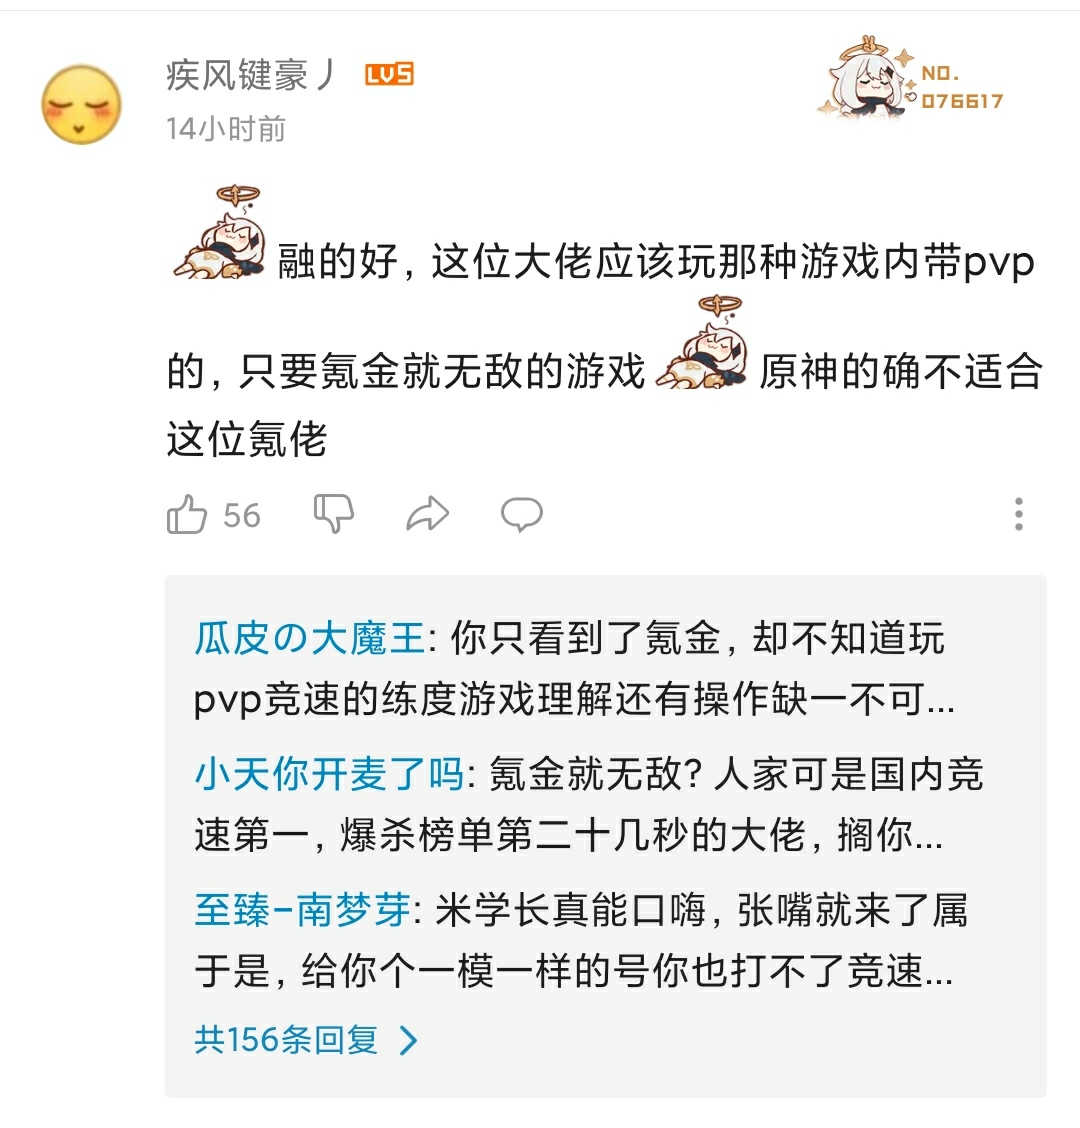 疾风键豪丿 LV5
NO.
076617
14小时前
融的好，这位大佬应该玩那种游戏内带pvp
的，只要氪金就无敌的游戏 原神的确不适合
这位氪佬
56
瓜皮の大魔王: 你只看到了氪金，却不知道玩
pvp竞速的练度游戏理解还有操作缺一不可...
小天你开麦了吗: 氪金就无敌? 人家可是国内竞
速第一，爆杀榜单第二十几秒的大佬，搁你...
至臻-南梦芽: 米学长真能口嗨，张嘴就来了属
于是，给你个一模一样的号你也打不了竞速...
共156条回复